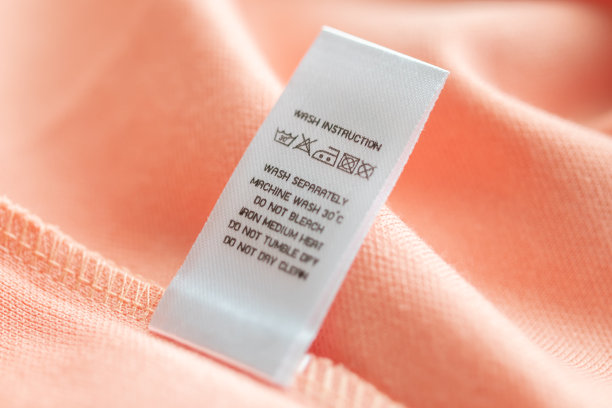 WASH INSTRUCTION
30
WASH SEPARATELY
MACHINE WASH 30°C
DO NOT BLEACH
IRON MEDIUM HEAT
DO NOT TUMBLE DRY
DO NOT DRY CLEAN